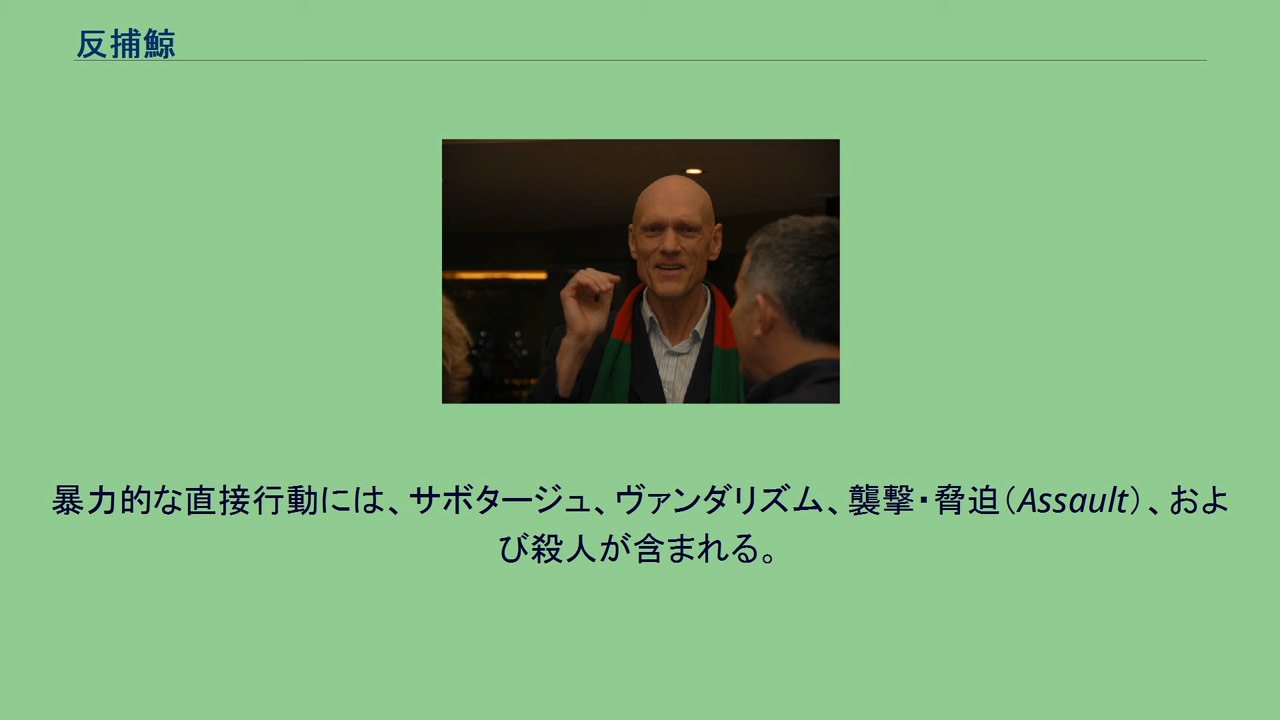 反捕鯨
暴力的な直接行動には、サボタージュ、ヴァンダリズム、襲撃・脅迫（Assault）、およ
び殺人が含まれる。